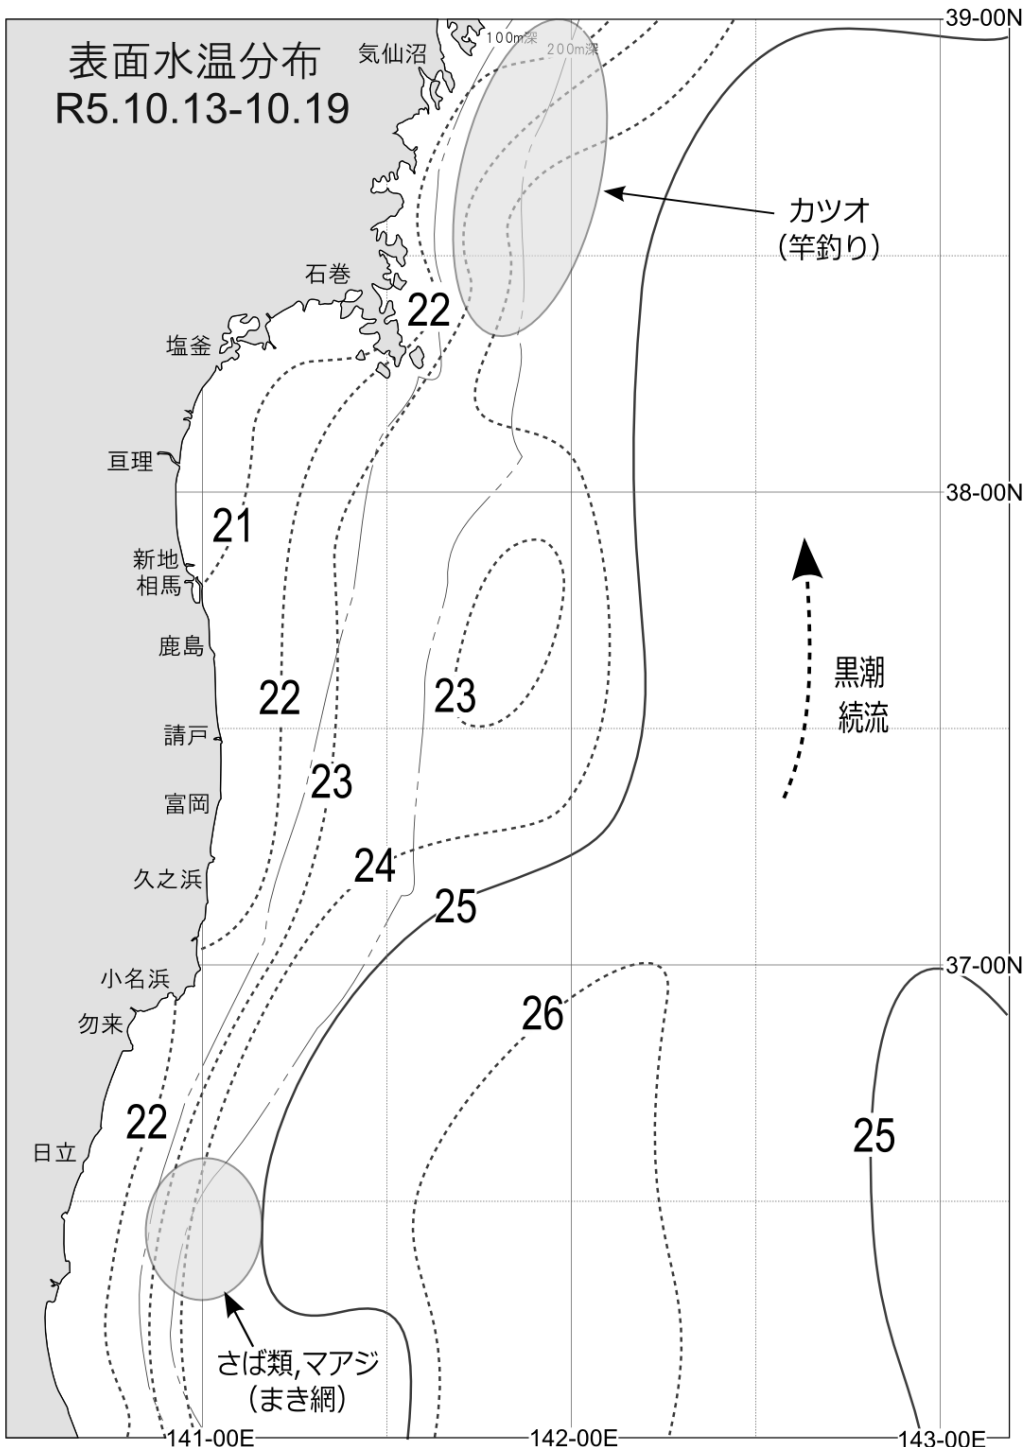 39-00N
100m深
200m深
表面水温分布
R5.10.13-10.19
気仙沼
カツオ
(竿釣り)
石巻
22
塩釜
亘理
38-00N
21
新地
相馬
鹿島
黒潮
続流
22
23
請戸
23
富岡
24
久之浜
25
37-00N
小名浜
26
勿来
22
25
日立
さば類,マアジ
(まき網)
141-00E
142-00E
143-00E